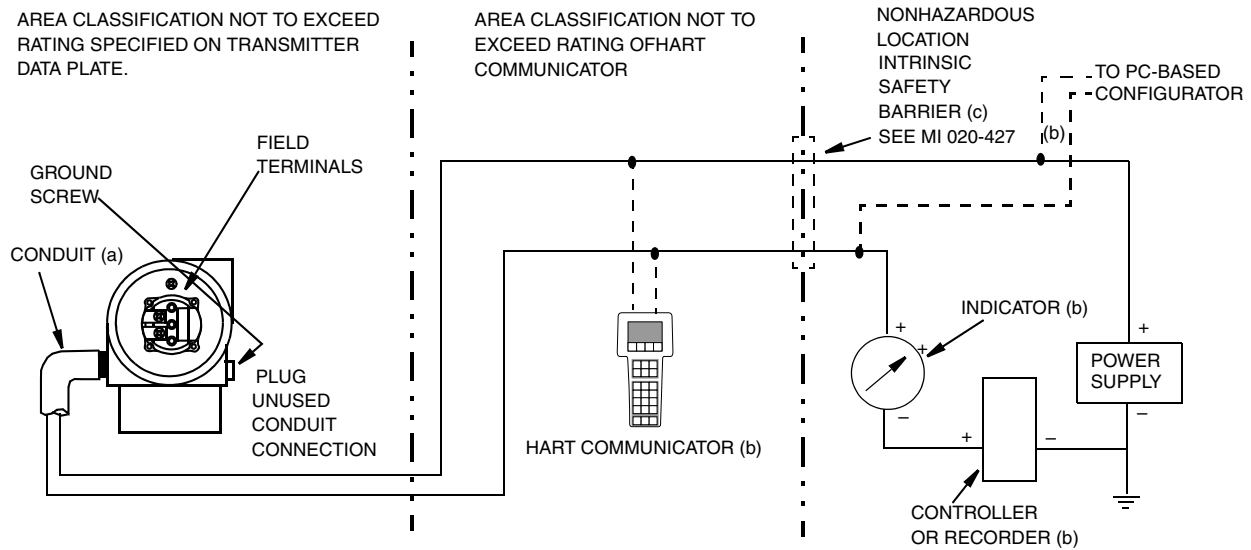 AREA CLASSIFICATION NOT TO EXCEED
RATING SPECIFIED ON TRANSMITTER
DATA PLATE.
AREA CLASSIFICATION NOT TO
EXCEED RATING OFHART
COMMUNICATOR
NONHAZARDOUS
LOCATION
INTRINSIC
SAFETY
BARRIER (c)
SEE MI 020-427
(b)
TO PC-BASED
CONFIGURATOR
FIELD
TERMINALS
GROUND
SCREW
CONDUIT (a)
PLUG
UNUSED
CONDUIT
CONNECTION
HART COMMUNICATOR (b)
INDICATOR (b)
+
+
–
+
–
CONTROLLER
OR RECORDER (b)
+
POWER
SUPPLY
–